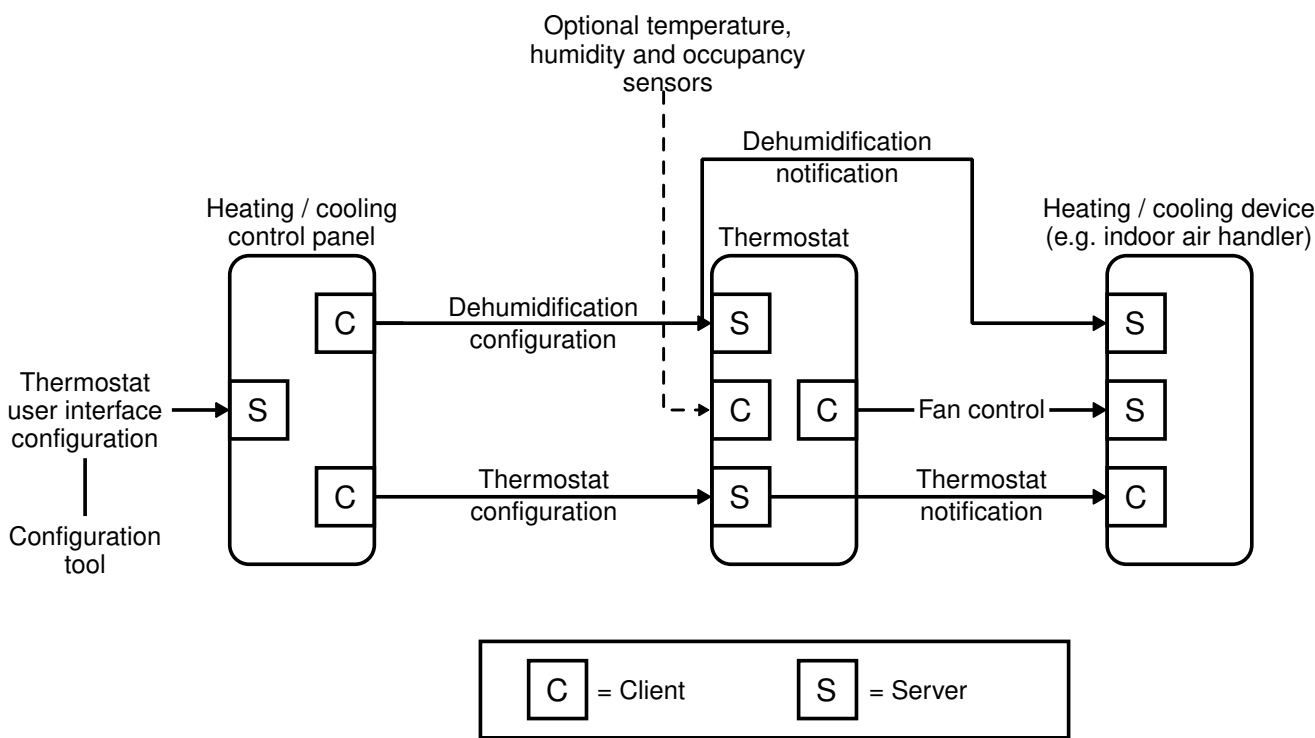 Optional temperature,
humidity and occupancy
sensors
Dehumidification
notification
Heating / cooling
control panel
Thermostat
Heating / cooling device
(e.g. indoor air handler)
C
Dehumidification
configuration
S
S
Thermostat
user interface
configuration
S
C
C
Fan control
S
C
Thermostat
configuration
S
Thermostat
notification
C
Configuration
tool
C = Client
S = Server